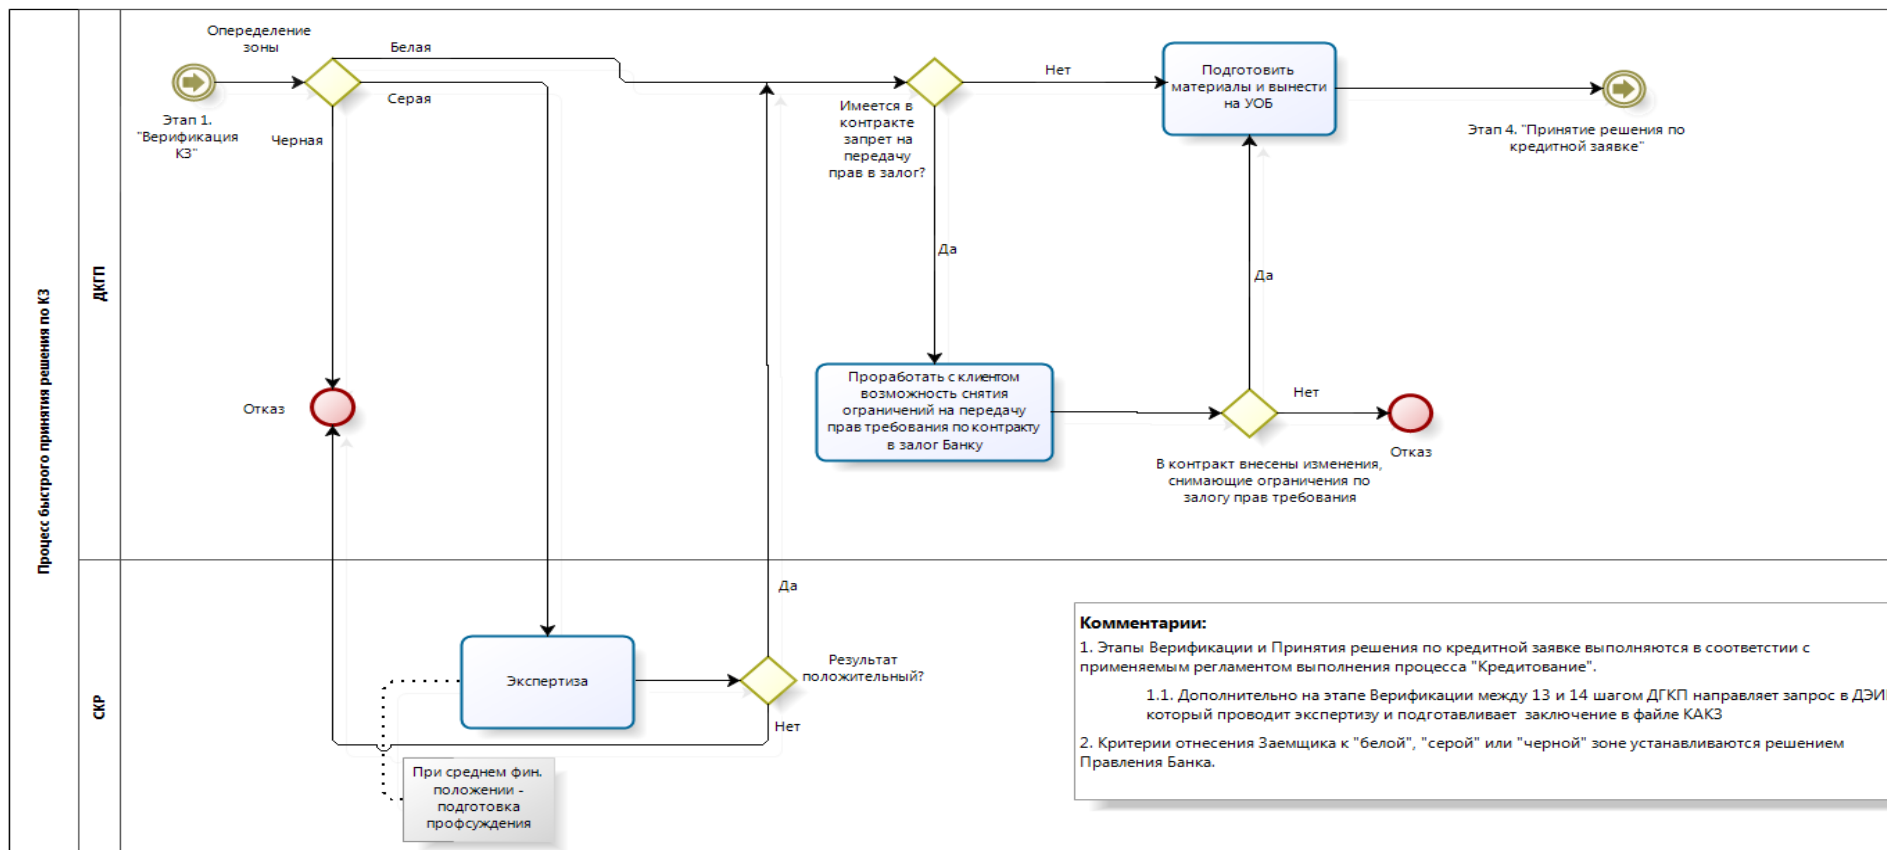 Процесс быстрого принятия решения по КЗ
ДКГП
Опеределение
зоны
Белая
Серая
Черная
Этап 1.
"Верификация
КЗ"
Отказ
Имеется в
контракте
запрет на
передачу
прав в залог?
Нет
Да
Подготовить
материалы и вынести
на УОБ
Этап 4. "Принятие решения по
кредитной заявке"
Проработать с клиентом
возможность снятия
ограничений на передачу
прав требования по контракту
в залог Банку
Да
Нет
Отказ
В контракт внесены изменения,
снимающие ограничения по
залогу прав требования
СКР
Экспертиза
Да
Результат
положительный?
Нет
При среднем фин.
положении -
подготовка
профсуждения
Комментарии:
1. Этапы Верификации и Принятия решения по кредитной заявке выполняются в соответствии с
применяемым регламентом выполнения процесса "Кредитование".
1.1. Дополнительно на этапе Верификации между 13 и 14 шагом ДГКП направляет запрос в
который проводит экспертизу и подготавливает заключение в файле КАКЗ
2. Критерии отнесения Заемщика к "белой", "серой" или "черной" зоне устанавливаются решением
Правления Банка.